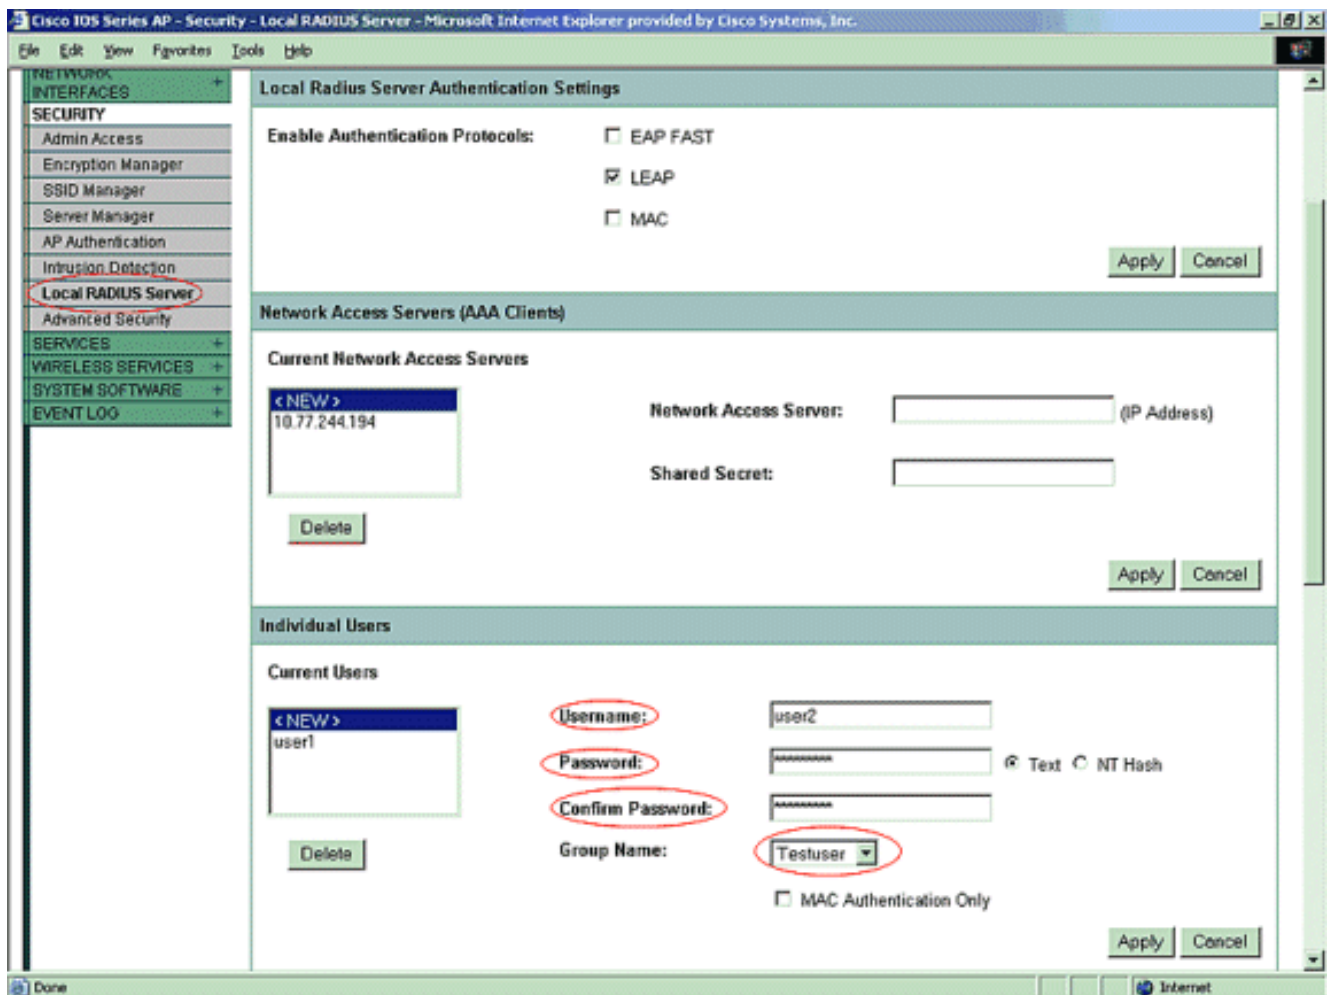 Cisco IOS Series AP - Security - Local RADIUS Server - Microsoft Internet Explorer provided by Cisco Systems, Inc.
File Edit View Favorites Tools Help
NETWORK
INTERFACES +
SECURITY
Admin Access
Encryption Manager
SSID Manager
Server Manager
AP Authentication
Intrusion Detection
Local RADIUS Server
Advanced Security
SERVICES +
WIRELESS SERVICES +
SYSTEM SOFTWARE +
EVENT LOG +
Local Radius Server Authentication Settings
Enable Authentication Protocols: EAP FAST
LEAP
MAC
Apply Cancel
Network Access Servers (AAA Clients)
Current Network Access Servers
<NEW>
10.77.244.194
Delete
Network Access Server: (IP Address)
Shared Secret:
Apply Cancel
Individual Users
Current Users
<NEW>
user1
Delete
Username: user2
Password: ********* Text NT Hash
Confirm Password: *********
Group Name: Testuser
MAC Authentication Only
Apply Cancel
Done Internet